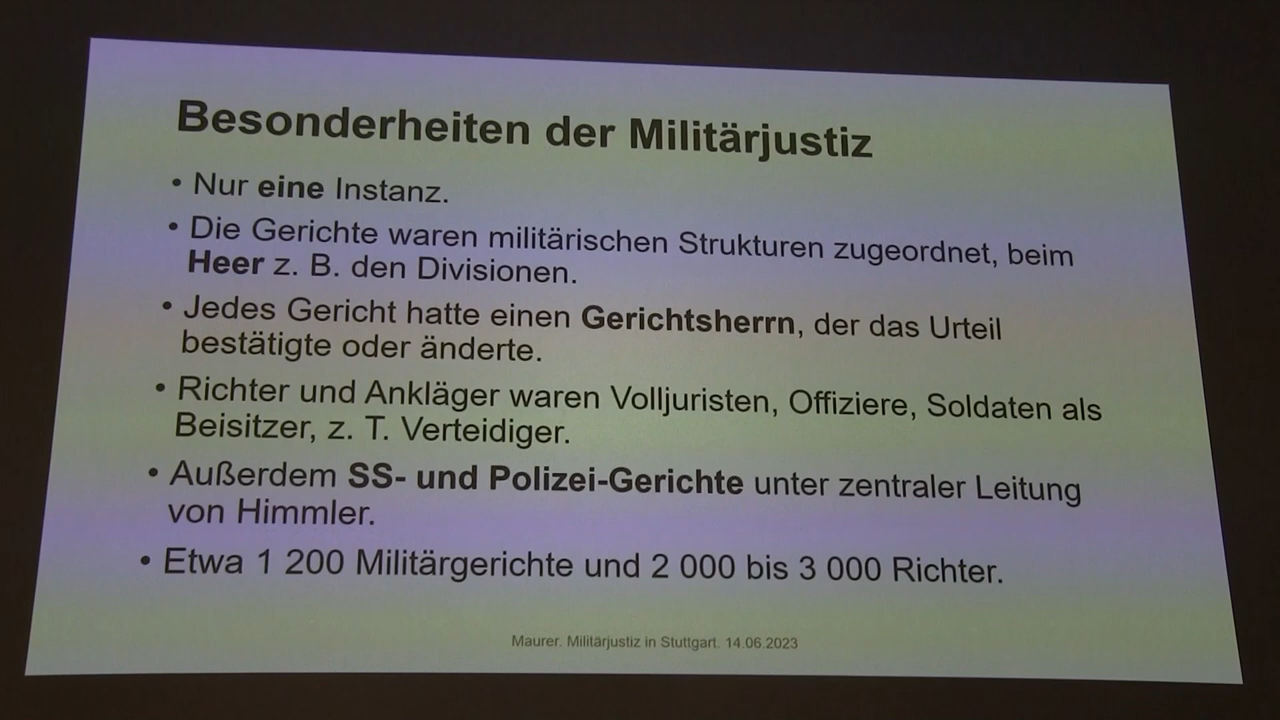 Besonderheiten der Militärjustiz
• Nur eine Instanz.
• Die Gerichte waren militärischen Strukturen zugeordnet, beim
Heer z. B. den Divisionen.
• Jedes Gericht hatte einen Gerichtsherrn, der das Urteil
bestätigte oder änderte.
• Richter und Ankläger waren Volljuristen, Offiziere, Soldaten als
Beisitzer, z. T. Verteidiger.
• Außerdem SS- und Polizei-Gerichte unter zentraler Leitung
von Himmler.
• Etwa 1 200 Militärgerichte und 2 000 bis 3 000 Richter.
Maurer. Militärjustiz in Stuttgart. 14.06.2023